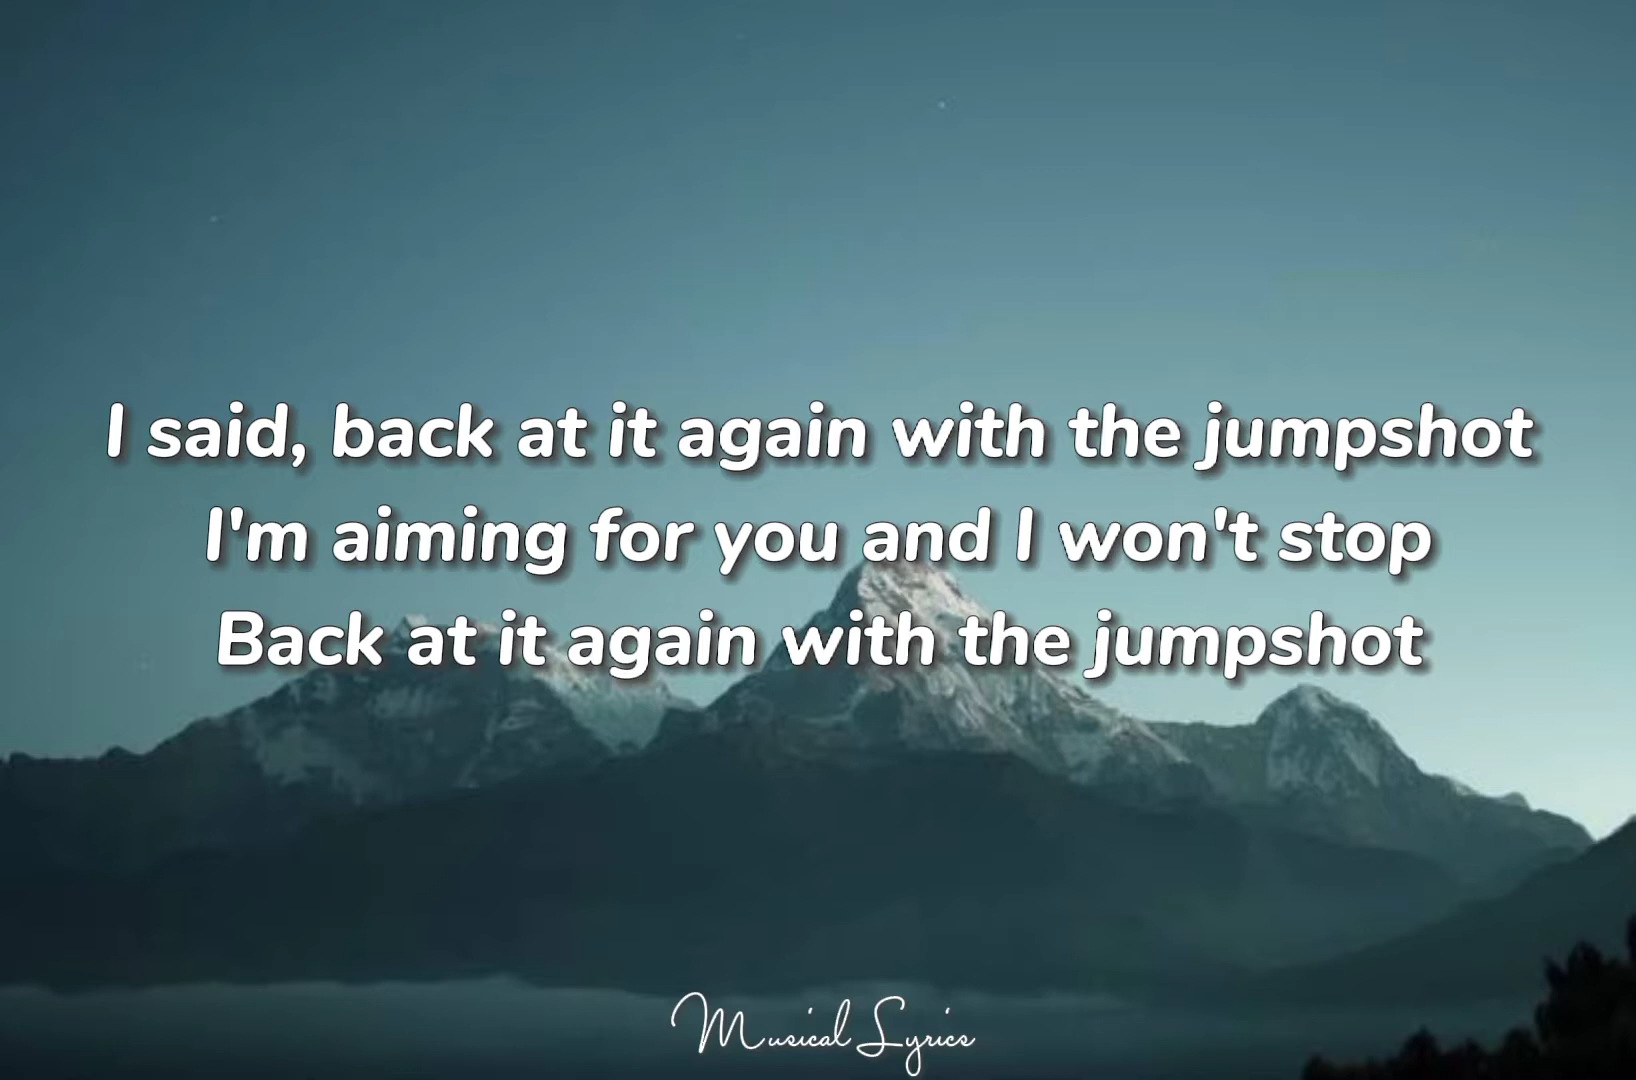 I said, back at it again with the jumpshot
I'm aiming for you and I won't stop
Back at it again with the jumpshot
Musical Lyrics